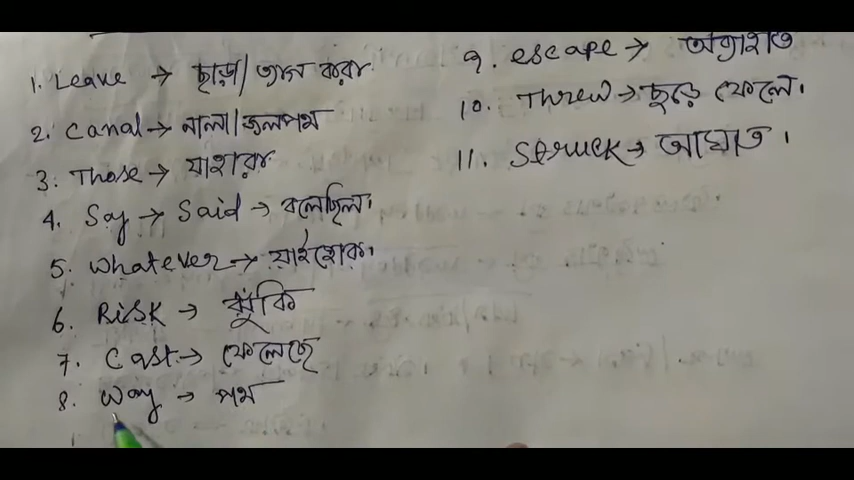 1. Leave → ছাড়া/ত্যাগ করা
2. Canal → নালা/জলপথ
3. Those → যাহারা
4. Say → Said → বলেছিল।
5. Whatever → যাইহোক।
6. Risk → ঝুঁকি
7. Cast → ফেলেছে
8. Way → পথ
9. escape → অব্যাহতি
10. Threw → ছুড়ে ফেলে।
11. Struck → আঘাত।